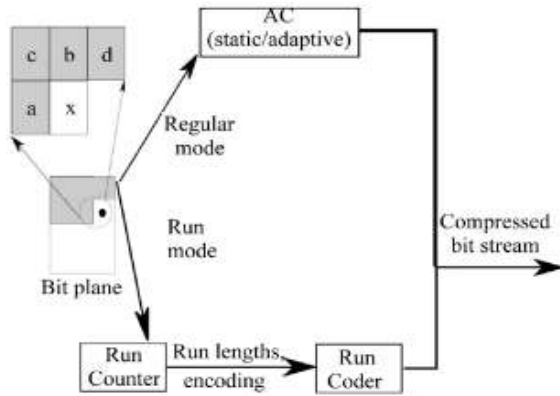 AC
(static/adaptive)
c b d
a x
Regular
mode
Run
mode
Compressed
bit stream
Bit plane
Run
Counter
Run lengths,
encoding
Run
Coder